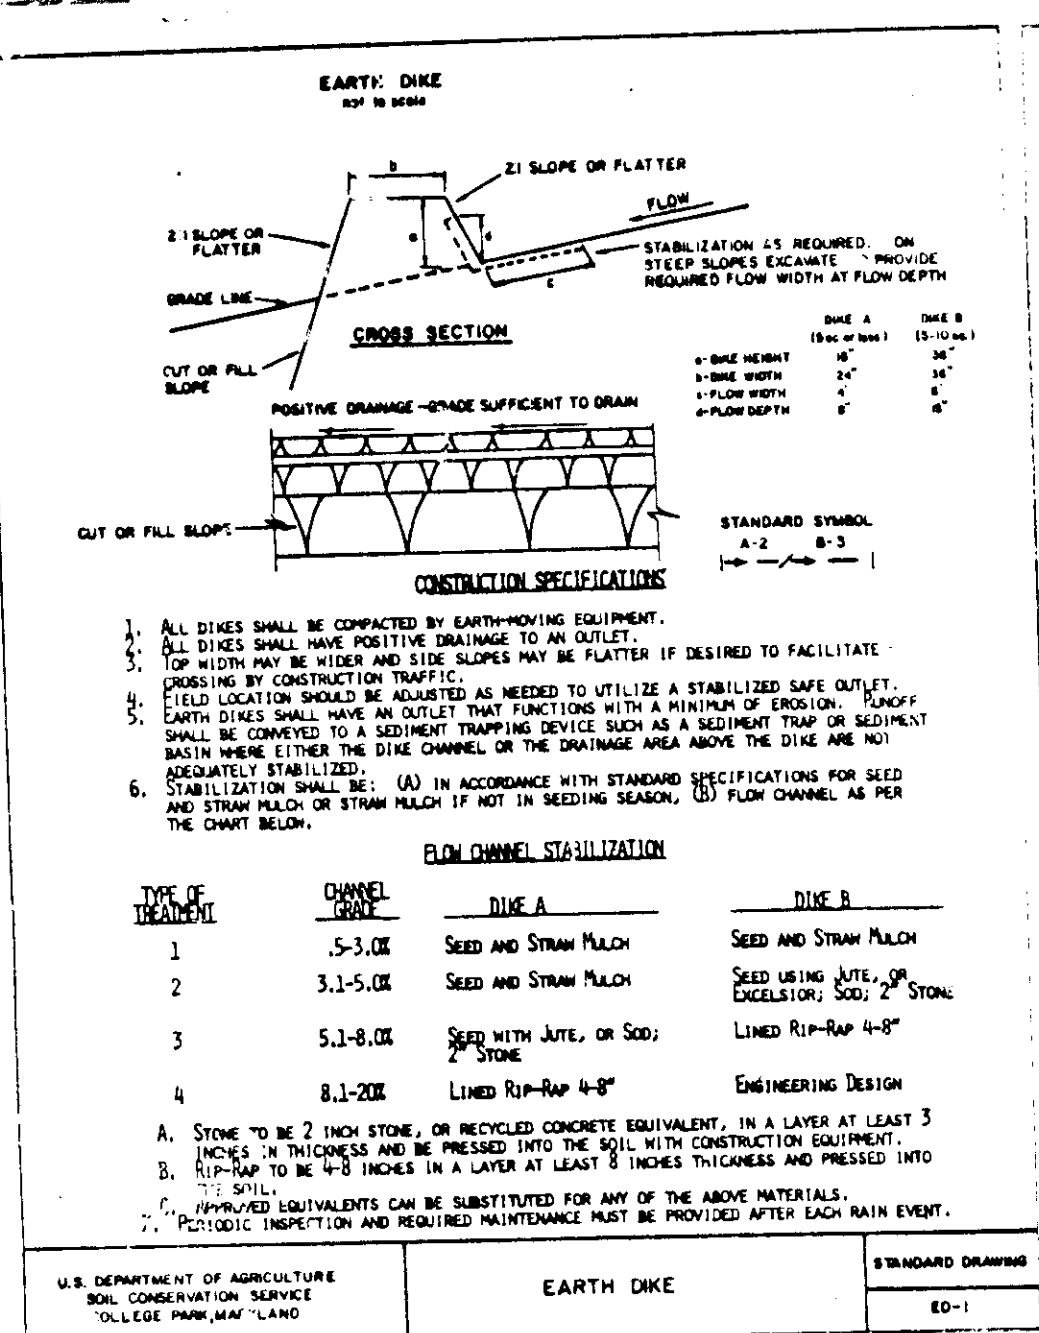 EARTH DIKE
not to scale
b
2:1 SLOPE OR FLATTER
FLOW
2:1 SLOPE OR
FLATTER
a
d
STABILIZATION AS REQUIRED. ON
STEEP SLOPES EXCAVATE PROVIDE
REQUIRED FLOW WIDTH AT FLOW DEPTH
c
GRADE LINE
CROSS SECTION
CUT OR FILL
SLOPE
DIKE A DIKE B
(5 ac or less) (5-10 ac.)
a-DIKE HEIGHT 18" 36"
b-DIKE WIDTH 24" 36"
c-FLOW WIDTH 4' 8'
d-FLOW DEPTH 8" 15"
POSITIVE DRAINAGE - GRADE SUFFICIENT TO DRAIN
CUT OR FILL SLOPE
STANDARD SYMBOL
A-2 B-3
CONSTRUCTION SPECIFICATIONS
1. ALL DIKES SHALL BE COMPACTED BY EARTH-MOVING EQUIPMENT.
2. ALL DIKES SHALL HAVE POSITIVE DRAINAGE TO AN OUTLET.
3. TOP WIDTH MAY BE WIDER AND SIDE SLOPES MAY BE FLATTER IF DESIRED TO FACILITATE
CROSSING BY CONSTRUCTION TRAFFIC.
4. FIELD LOCATION SHOULD BE ADJUSTED AS NEEDED TO UTILIZE A STABILIZED SAFE OUTLET.
5. EARTH DIKES SHALL HAVE AN OUTLET THAT FUNCTIONS WITH A MINIMUM OF EROSION. RUNOFF
SHALL BE CONVEYED TO A SEDIMENT TRAPPING DEVICE SUCH AS A SEDIMENT TRAP OR SEDIMENT
BASIN WHERE EITHER THE DIKE CHANNEL OR THE DRAINAGE AREA ABOVE THE DIKE ARE NOT
ADEQUATELY STABILIZED.
6. STABILIZATION SHALL BE: (A) IN ACCORDANCE WITH STANDARD SPECIFICATIONS FOR SEED
AND STRAW MULCH OR STRAW MULCH IF NOT IN SEEDING SEASON, (B) FLOW CHANNEL AS PER
THE CHART BELOW.
FLOW CHANNEL STABILIZATION
TYPE OF TREATMENT CHANNEL GRADE DIKE A DIKE B
1 .5-3.0% SEED AND STRAW MULCH SEED AND STRAW MULCH
2 3.1-5.0% SEED AND STRAW MULCH SEED USING JUTE, OR
EXCELSIOR; SOD; 2" STONE
3 5.1-8.0% SEED WITH JUTE, OR SOD; LINED RIP-RAP 4-8"
2" STONE
4 8.1-20% LINED RIP-RAP 4-8" ENGINEERING DESIGN
A. STONE TO BE 2 INCH STONE, OR RECYCLED CONCRETE EQUIVALENT, IN A LAYER AT LEAST 3
INCHES IN THICKNESS AND BE PRESSED INTO THE SOIL WITH CONSTRUCTION EQUIPMENT.
B. RIP-RAP TO BE 4-8 INCHES IN A LAYER AT LEAST 8 INCHES THICKNESS AND PRESSED INTO
THE SOIL.
C. APPROVED EQUIVALENTS CAN BE SUBSTITUTED FOR ANY OF THE ABOVE MATERIALS.
7. PERIODIC INSPECTION AND REQUIRED MAINTENANCE MUST BE PROVIDED AFTER EACH RAIN EVENT.
U.S. DEPARTMENT OF AGRICULTURE
SOIL CONSERVATION SERVICE
COLLEGE PARK, MARYLAND
EARTH DIKE
STANDARD DRAWING
ED-1